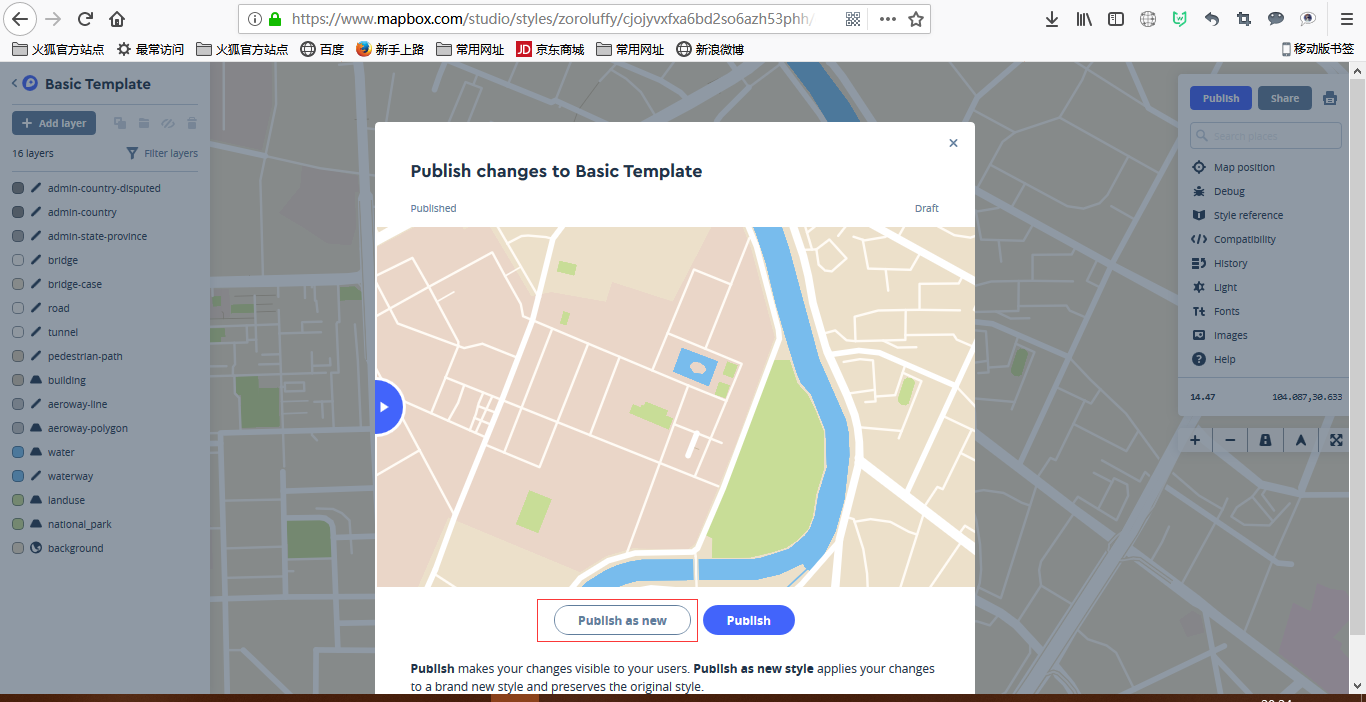 https://www.mapbox.com/studio/styles/zoroluffy/cjojyvxfxa6bd2so6azh53phh/
火狐官方站点 最常访问 火狐官方站点 百度 新手上路 常用网址 JD 京东商城 常用网址 新浪微博 移动版书签
Basic Template
Add layer
16 layers Filter layers
admin-country-disputed
admin-country
admin-state-province
bridge
bridge-case
road
tunnel
pedestrian-path
building
aeroway-line
aeroway-polygon
water
waterway
landuse
national_park
background
Publish changes to Basic Template
Published Draft
Publish as new Publish
Publish makes your changes visible to your users. Publish as new style applies your changes
to a brand new style and preserves the original style.
Publish Share
Search places
Map position
Debug
Style reference
Compatibility
History
Light
Tt Fonts
Images
Help
14.47 104.087,30.633